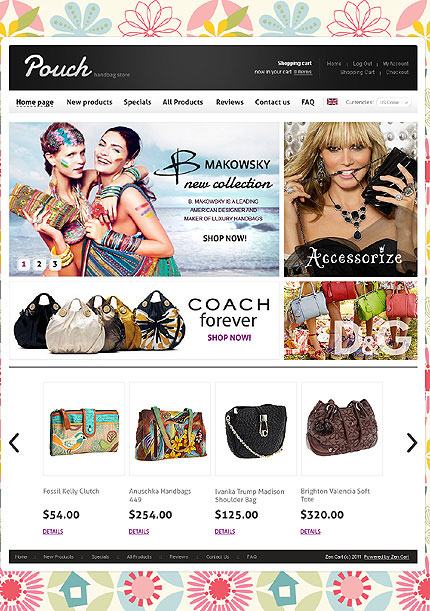 Pouch handbag store
Shopping cart
now in your cart 0 items
Home | Log Out | My Account
Shopping Cart | Checkout
Home page New products Specials All Products Reviews Contact us FAQ Currencies: US Dollar
B MAKOWSKY
new collection
B. MAKOWSKY IS A LEADING
AMERICAN DESIGNER AND
MAKER OF LUXURY HANDBAGS
SHOP NOW!
1 2 3
Accessorize
COACH
forever
SHOP NOW!
D&G
Fossil Kelly Clutch
$54.00
DETAILS
Anuschka Handbags
449
$254.00
DETAILS
Ivanka Trump Madison
Shoulder Bag
$125.00
DETAILS
Brighton Valencia Soft
Tote
$320.00
DETAILS
Home :: New Products :: Specials :: All Products :: Reviews :: Contact Us :: FAQ
Zen Cart (c) 2011 Powered by Zen Cart